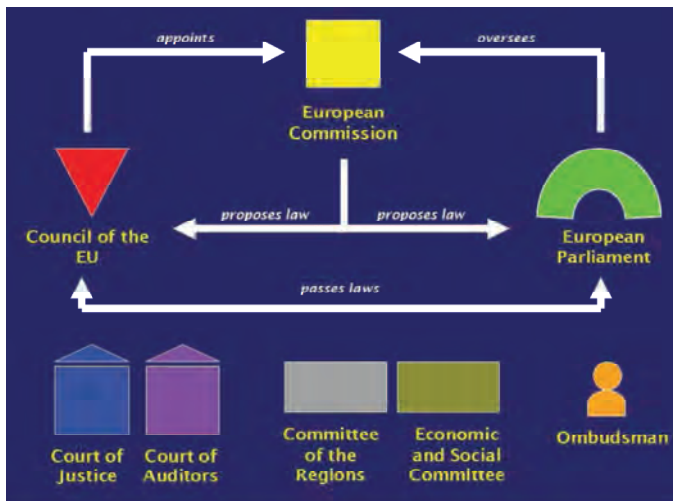 appoints
oversees
European
Commission
proposes law
proposes law
Council of the
EU
European
Parliament
passes laws
Court of
Justice
Court of
Auditors
Committee
of the
Regions
Economic
and Social
Committee
Ombudsman